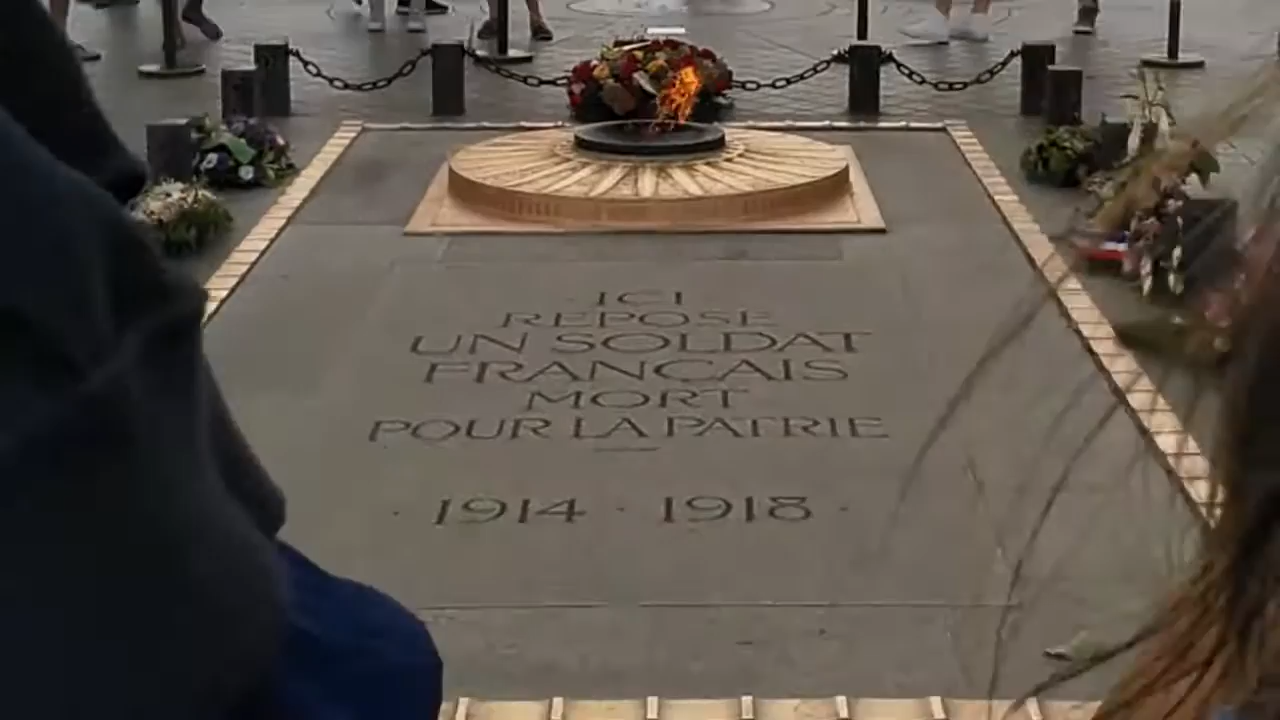 ICI
REPOSE
UN SOLDAT
FRANÇAIS
MORT
POUR LA PATRIE
1914 · 1918 ·